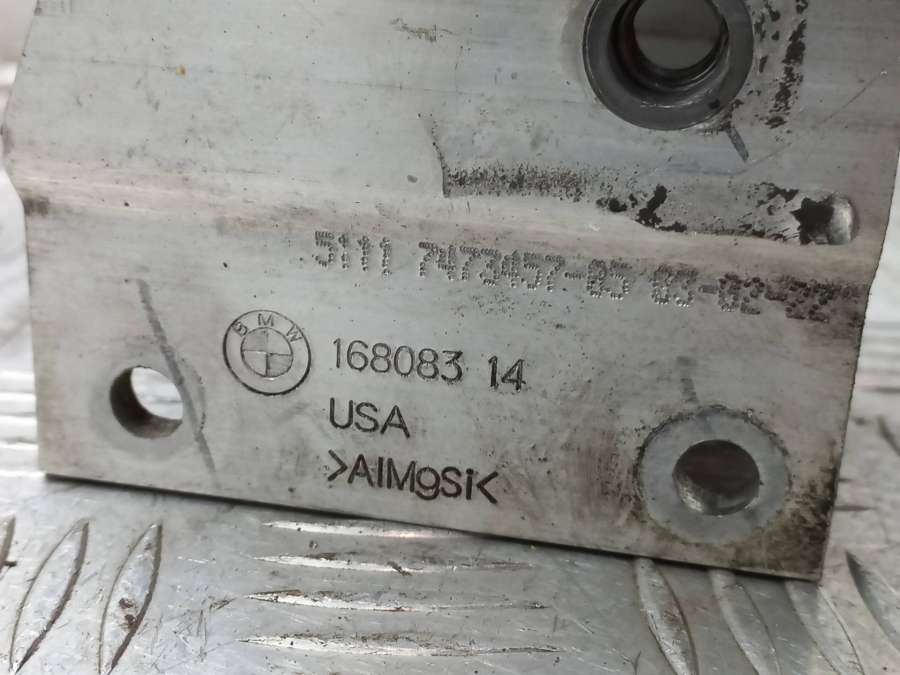 5111 7473457-05 03-02-22
BMW
168083 14
USA
>AlMgSi<